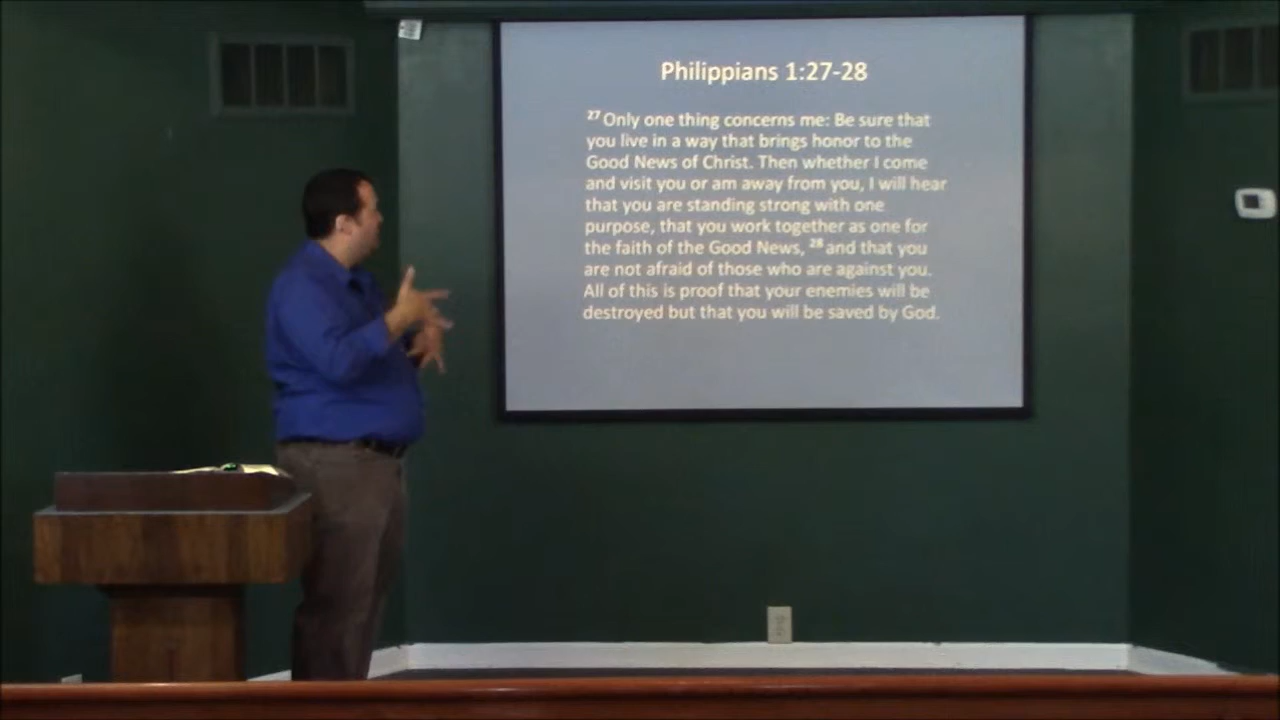 Philippians 1:27-28
27 Only one thing concerns me: Be sure that
you live in a way that brings honor to the
Good News of Christ. Then whether I come
and visit you or am away from you, I will hear
that you are standing strong with one
purpose, that you work together as one for
the faith of the Good News, 28 and that you
are not afraid of those who are against you.
All of this is proof that your enemies will be
destroyed but that you will be saved by God.